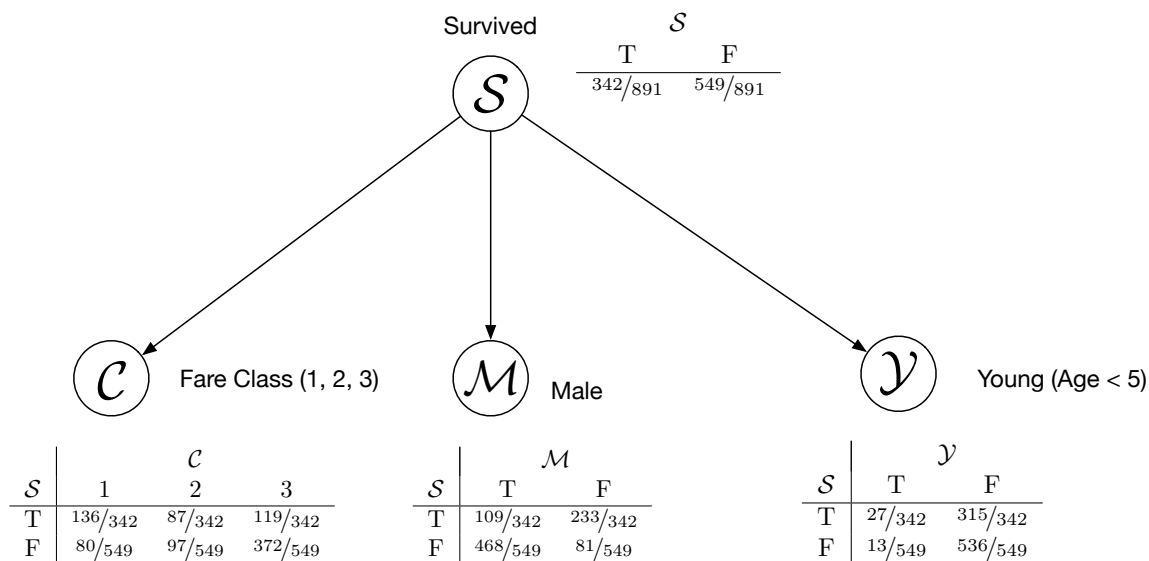 Survived
S
T F
342/891 549/891
S
C
Fare Class (1, 2, 3)
M
Male
Y
Young (Age < 5)
C
S 1 2 3
T 136/342 87/342 119/342
F 80/549 97/549 372/549
M
S T F
T 109/342 233/342
F 468/549 81/549
Y
S T F
T 27/342 315/342
F 13/549 536/549